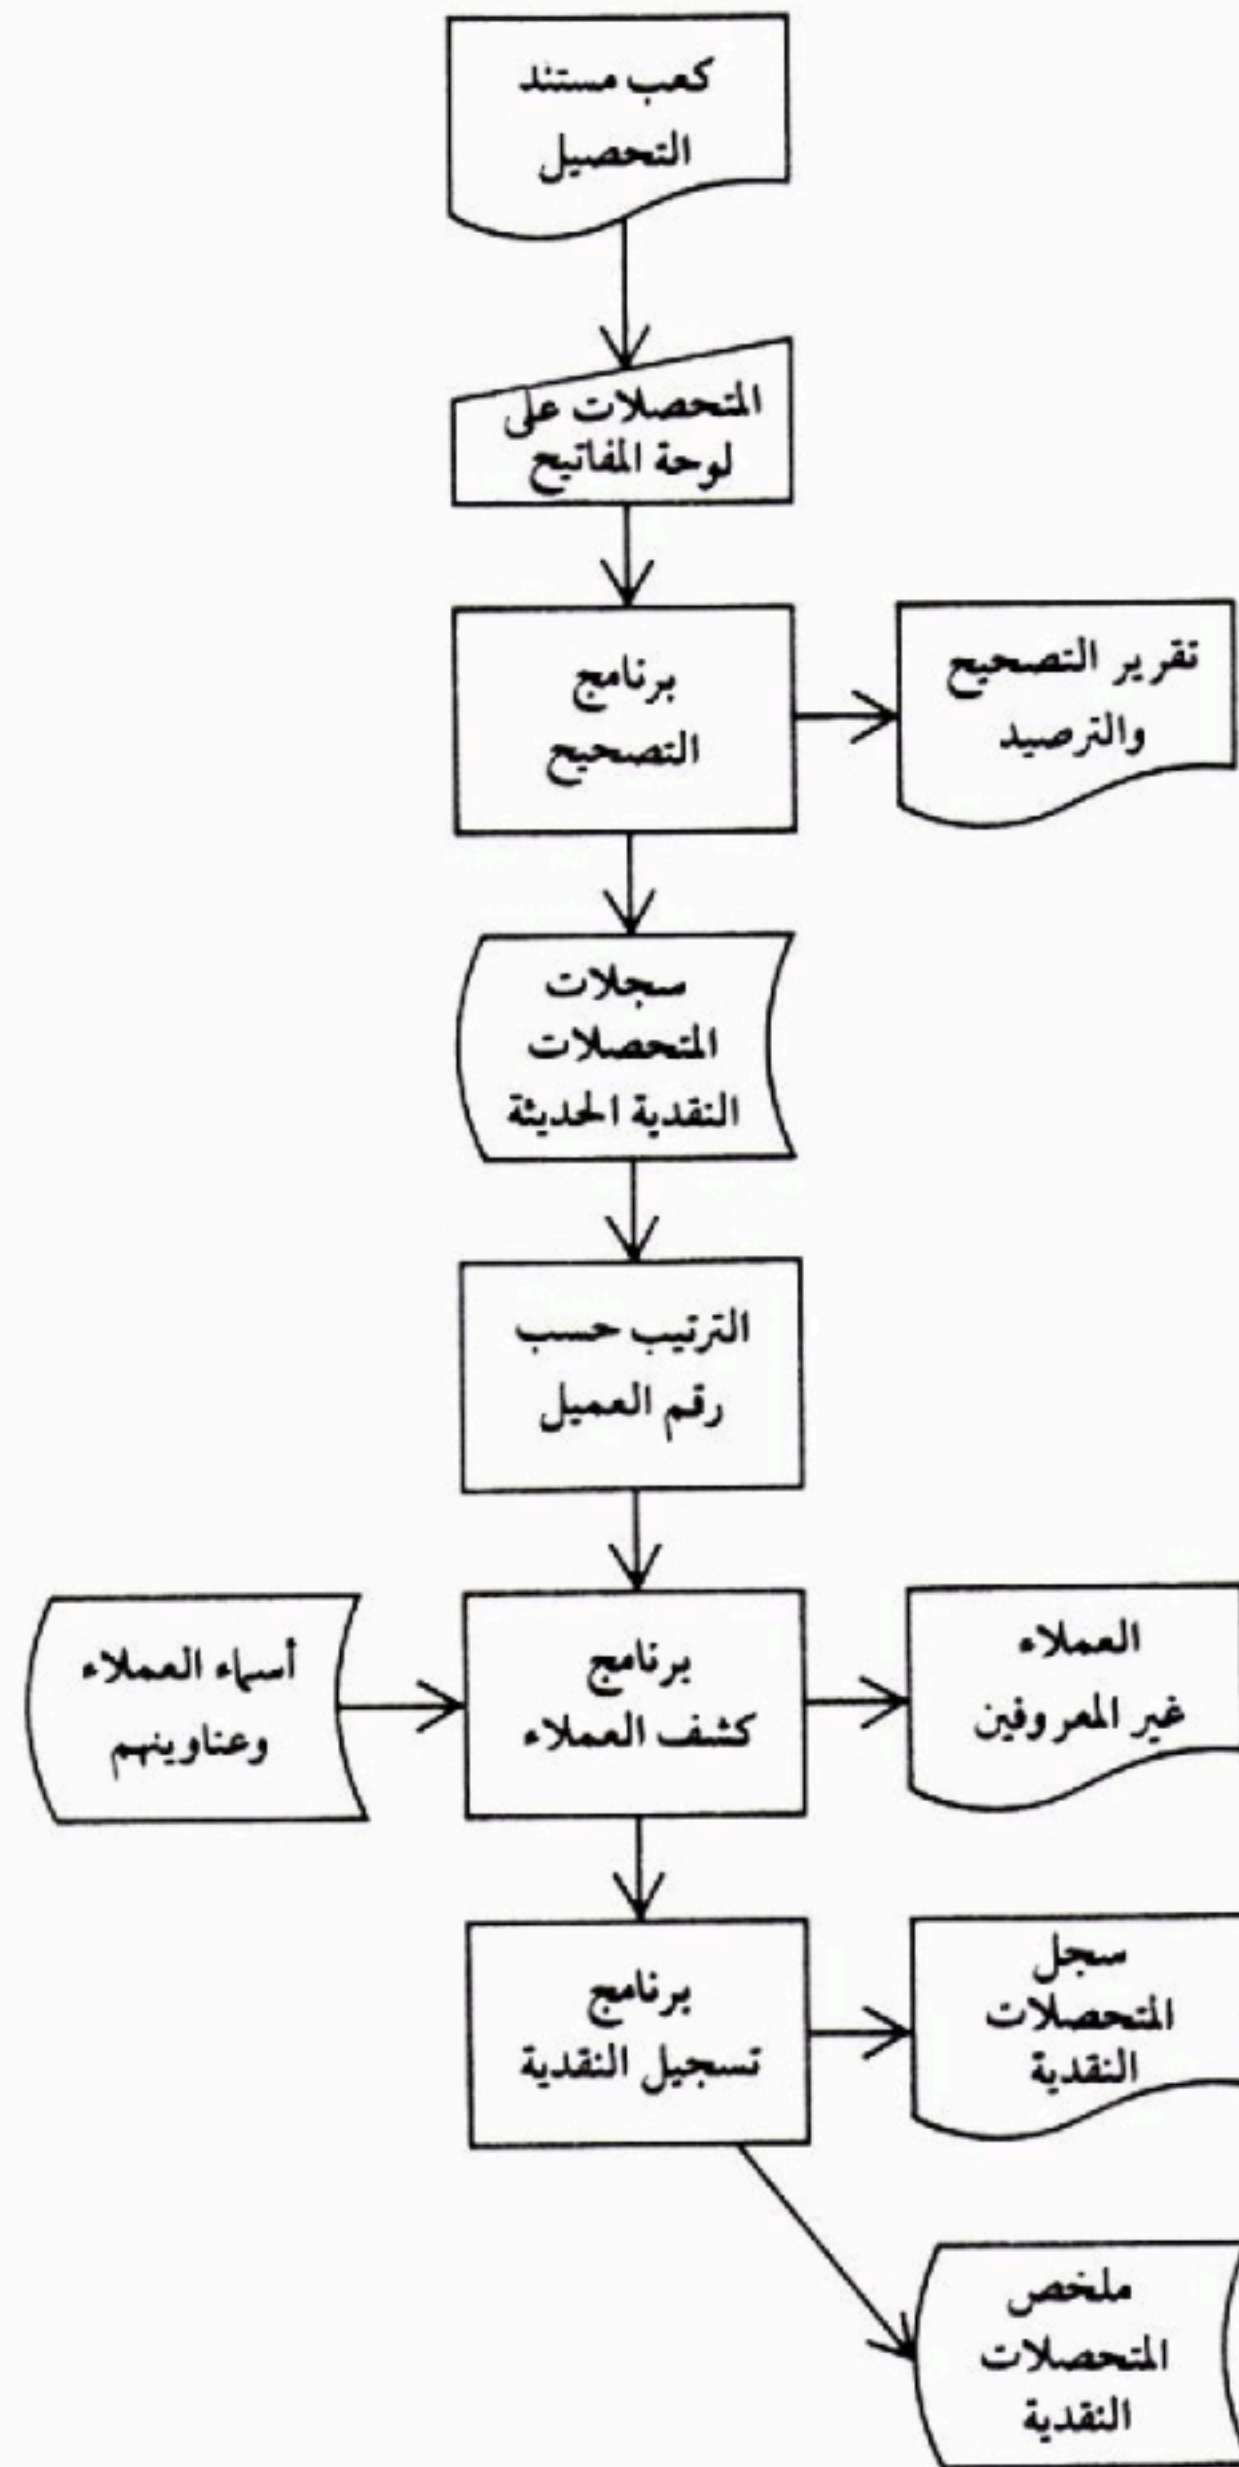 كعب مستند
التحصيل
المتحصلات على
لوحة المفاتيح
برنامج
التصحيح
تقرير التصحيح
والترصيد
سجلات
المتحصلات
النقدية الحديثة
الترتيب حسب
رقم العميل
أسماء العملاء
وعناوينهم
برنامج
كشف العملاء
العملاء
غير المعروفين
برنامج
تسجيل النقدية
سجل
المتحصلات
النقدية
ملخص
المتحصلات
النقدية